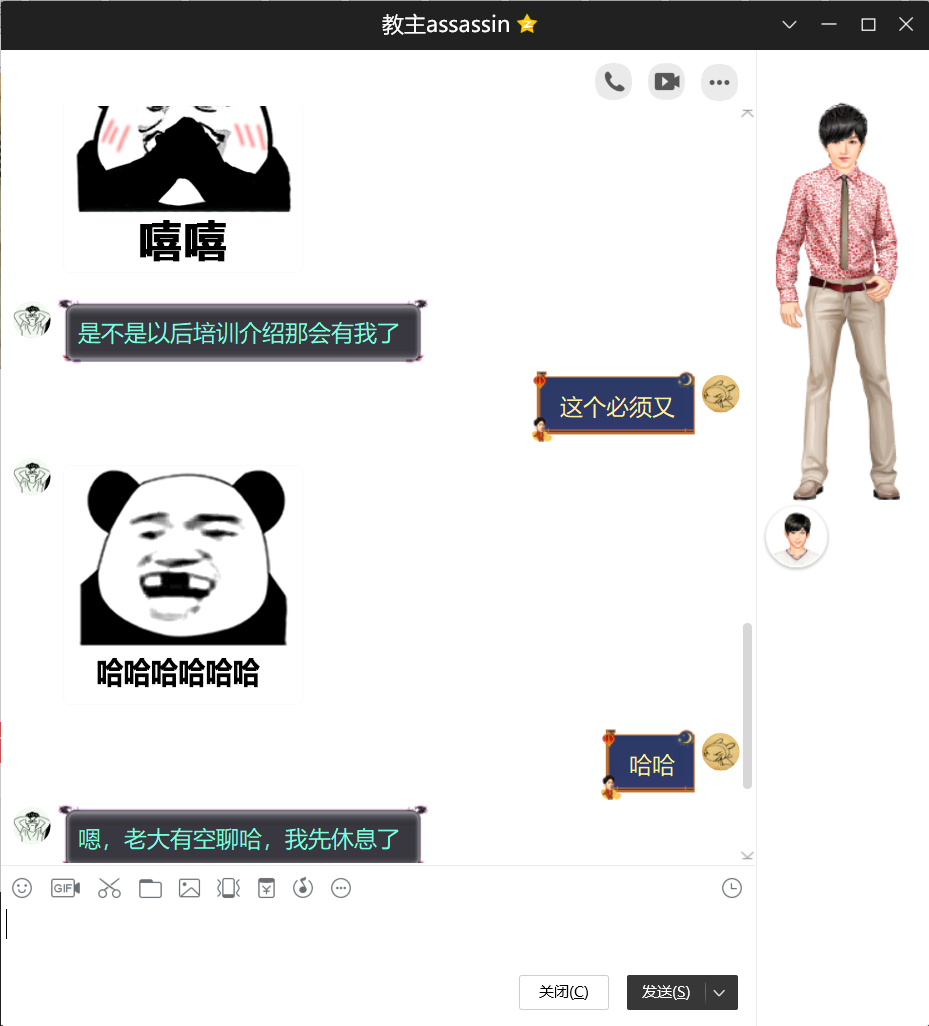 教主assassin
嘻嘻
是不是以后培训介绍那会有我了
这个必须又
哈哈哈哈哈哈
哈哈
嗯，老大有空聊哈，我先休息了
GIF
关闭(C)
发送(S)